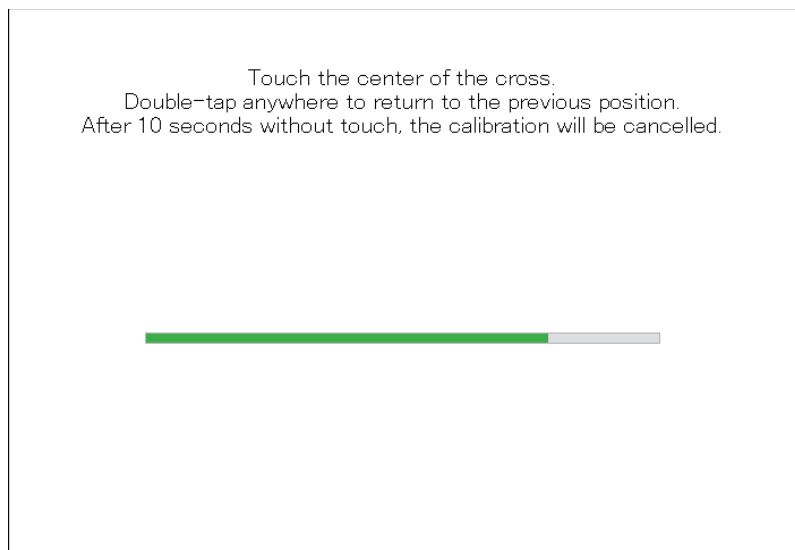 Touch the center of the cross.
Double-tap anywhere to return to the previous position.
After 10 seconds without touch, the calibration will be cancelled.